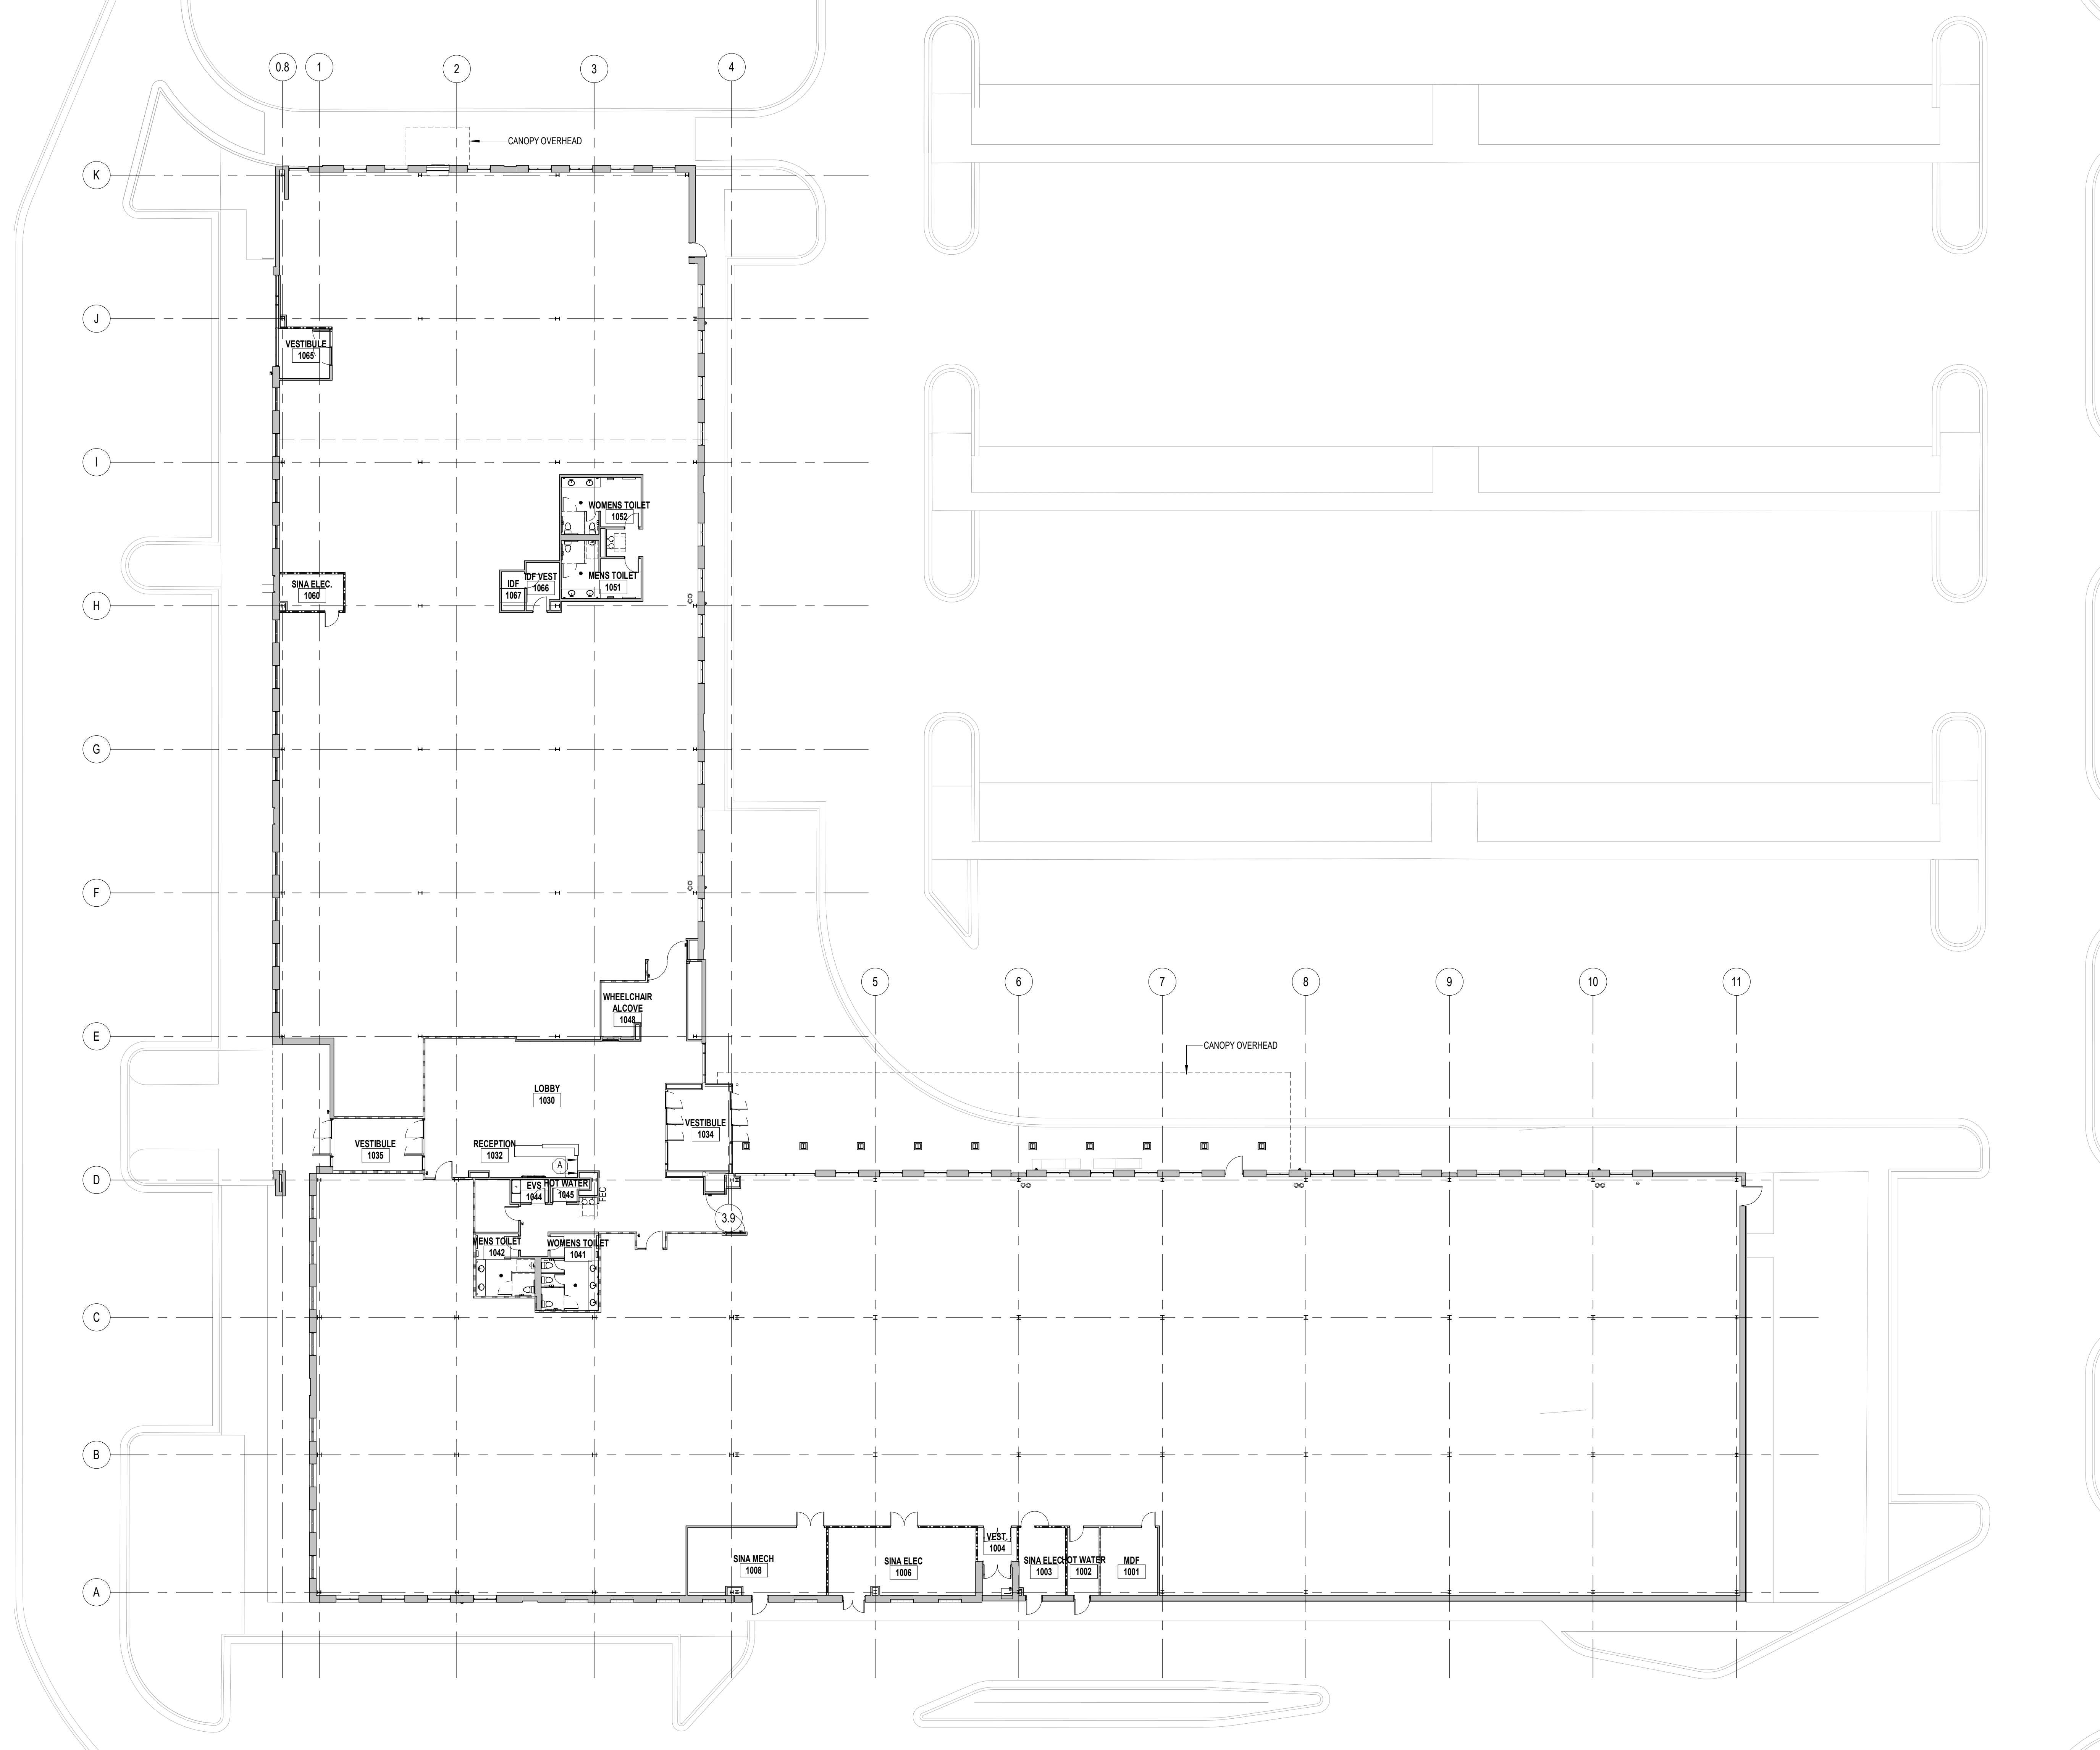 0.8
1
2
3
4
CANOPY OVERHEAD
K
J
VESTIBULE
1065
I
WOMENS TOILET
1052
SINA ELEC.
1060
IDF
1067
IDF VEST
1066
MENS TOILET
1051
H
G
F
5
6
7
8
9
10
11
WHEELCHAIR
ALCOVE
1048
E
CANOPY OVERHEAD
LOBBY
1030
VESTIBULE
1034
VESTIBULE
1035
RECEPTION
1032
A
D
EVS
1044
HOT WATER
1045
FEC
3.9
MENS TOILET
1042
WOMENS TOILET
1041
C
B
VEST.
1004
SINA MECH
1008
SINA ELEC
1006
SINA ELEC
1003
HOT WATER
1002
MDF
1001
A